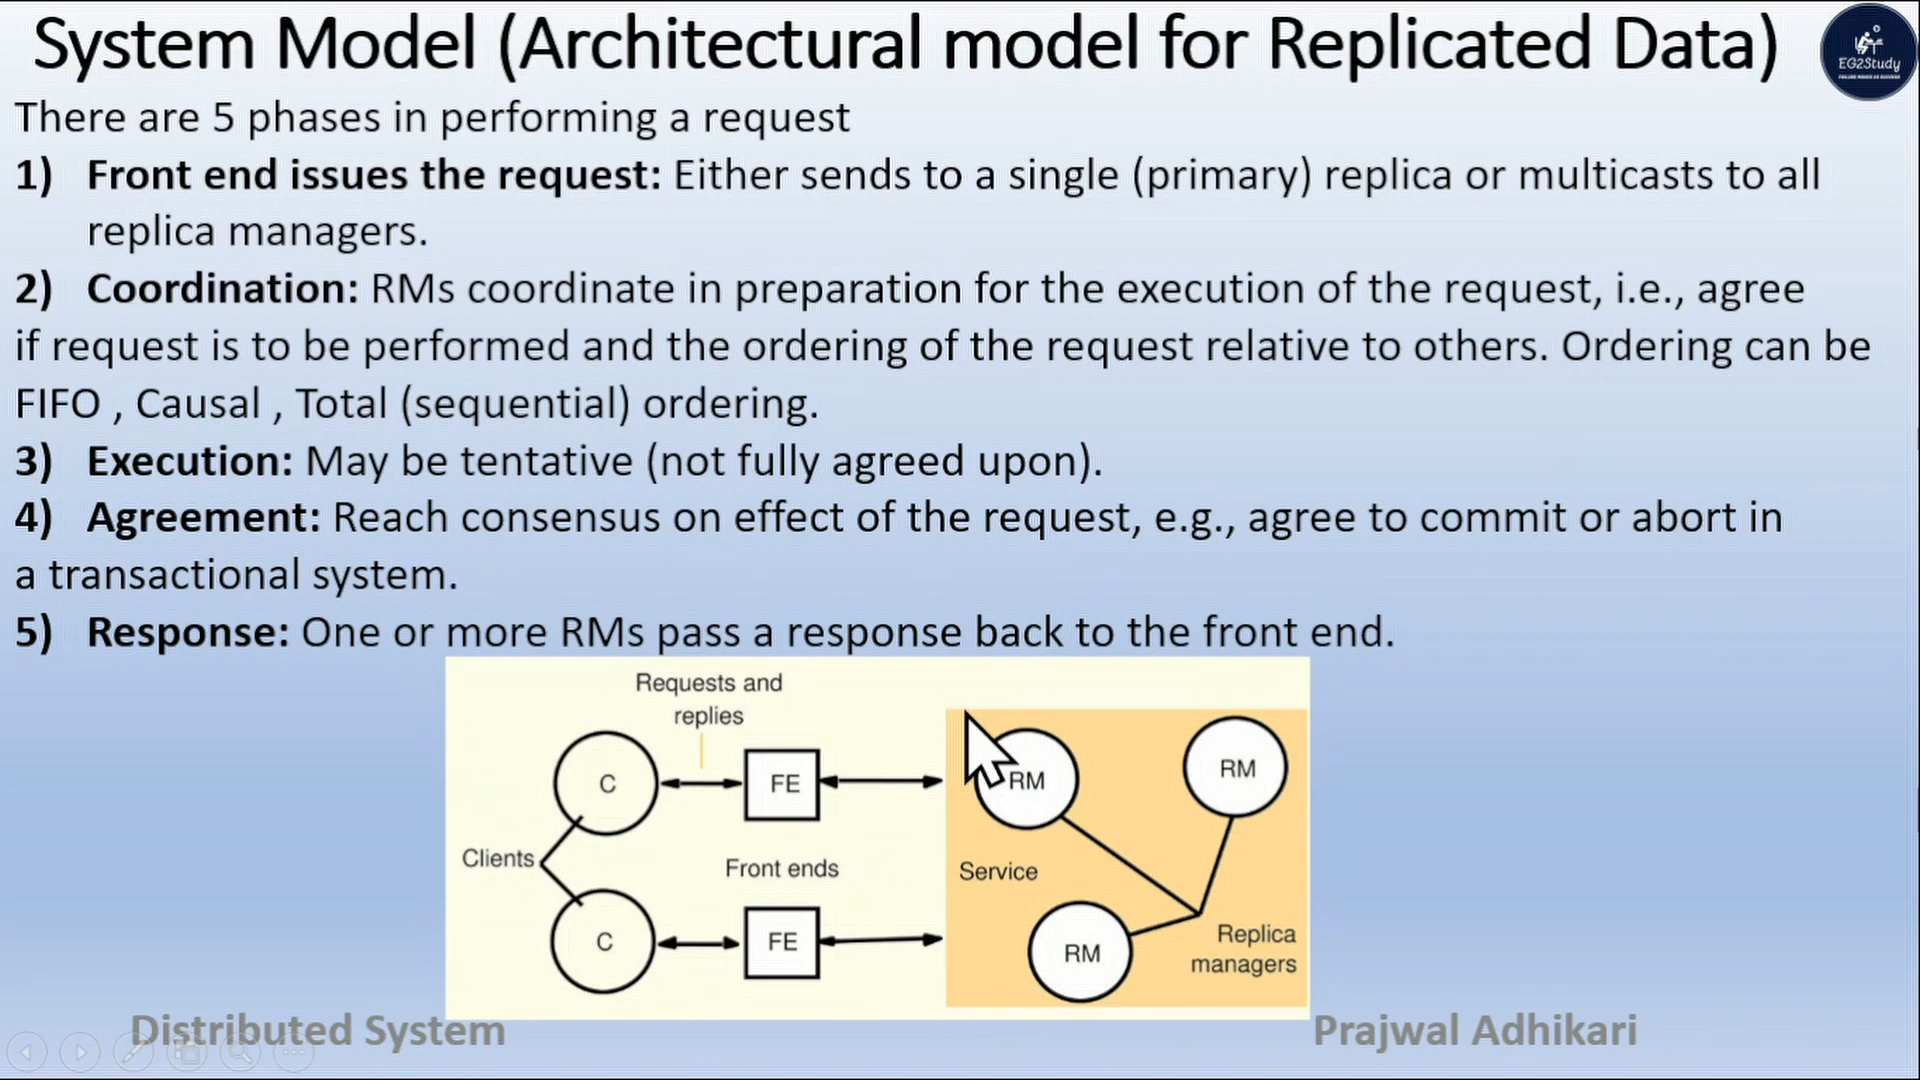 System Model (Architectural model for Replicated Data)
EG2Study
There are 5 phases in performing a request
1) Front end issues the request: Either sends to a single (primary) replica or multicasts to all
replica managers.
2) Coordination: RMs coordinate in preparation for the execution of the request, i.e., agree
if request is to be performed and the ordering of the request relative to others. Ordering can be
FIFO , Causal , Total (sequential) ordering.
3) Execution: May be tentative (not fully agreed upon).
4) Agreement: Reach consensus on effect of the request, e.g., agree to commit or abort in
a transactional system.
5) Response: One or more RMs pass a response back to the front end.
Requests and
replies
C
FE
RM
RM
Clients
Front ends
Service
C
FE
RM
Replica
managers
Distributed System
Prajwal Adhikari